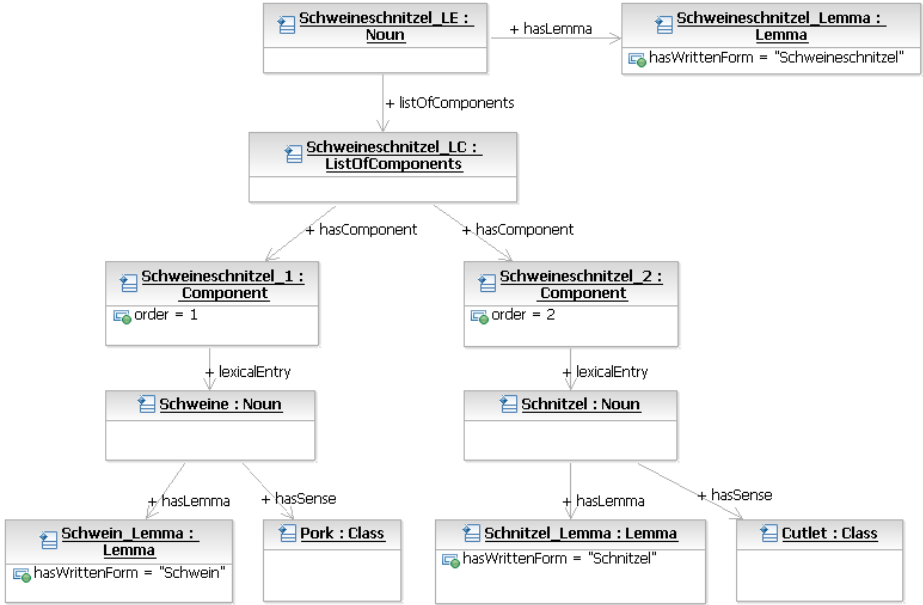 Schweineschnitzel_LE :
Noun
+ hasLemma
Schweineschnitzel_Lemma :
Lemma
hasWrittenForm = "Schweineschnitzel"
+ listOfComponents
Schweineschnitzel_LC :
ListOfComponents
+ hasComponent
+ hasComponent
Schweineschnitzel_1 :
Component
order = 1
Schweineschnitzel_2 :
Component
order = 2
+ lexicalEntry
+ lexicalEntry
Schweine : Noun
Schnitzel : Noun
+ hasLemma
+ hasSense
+ hasLemma
+ hasSense
Schwein_Lemma :
Lemma
hasWrittenForm = "Schwein"
Pork : Class
Schnitzel_Lemma : Lemma
hasWrittenForm = "Schnitzel"
Cutlet : Class